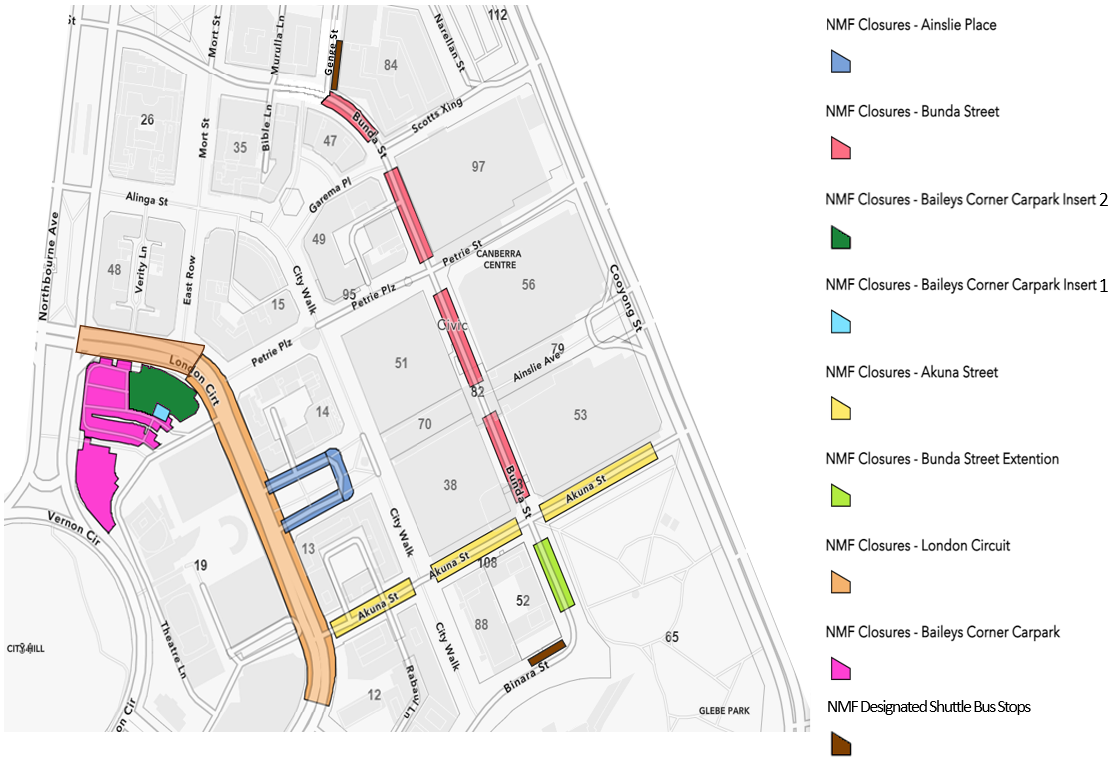 St
Mort St
Murulla Ln
Genge St
Narellan St
112
84
26
Mort St
35
Bible Ln
47
Bunda St
Scotts Xing
97
Alinga St
Garema Pl
49
Northbourne Ave
48
Verity Ln
East Row
15
City Walk
95
Petrie Plz
Petrie St
CANBERRA
CENTRE
56
Cooyong St
Civic
Petrie Plz
London Cirt
51
79
Ainslie Ave
82
14
70
53
38
Bunda St
Akuna St
Vernon Cir
City Walk
13
19
Akuna St
108
Akuna St
52
88
65
CITY HILL
Theatre Ln
City Walk
Binara St
Rabaul Ln
12
on Cir
GLEBE PARK
NMF Closures - Ainslie Place
NMF Closures - Bunda Street
NMF Closures - Baileys Corner Carpark Insert 2
NMF Closures - Baileys Corner Carpark Insert 1
NMF Closures - Akuna Street
NMF Closures - Bunda Street Extention
NMF Closures - London Circuit
NMF Closures - Baileys Corner Carpark
NMF Designated Shuttle Bus Stops